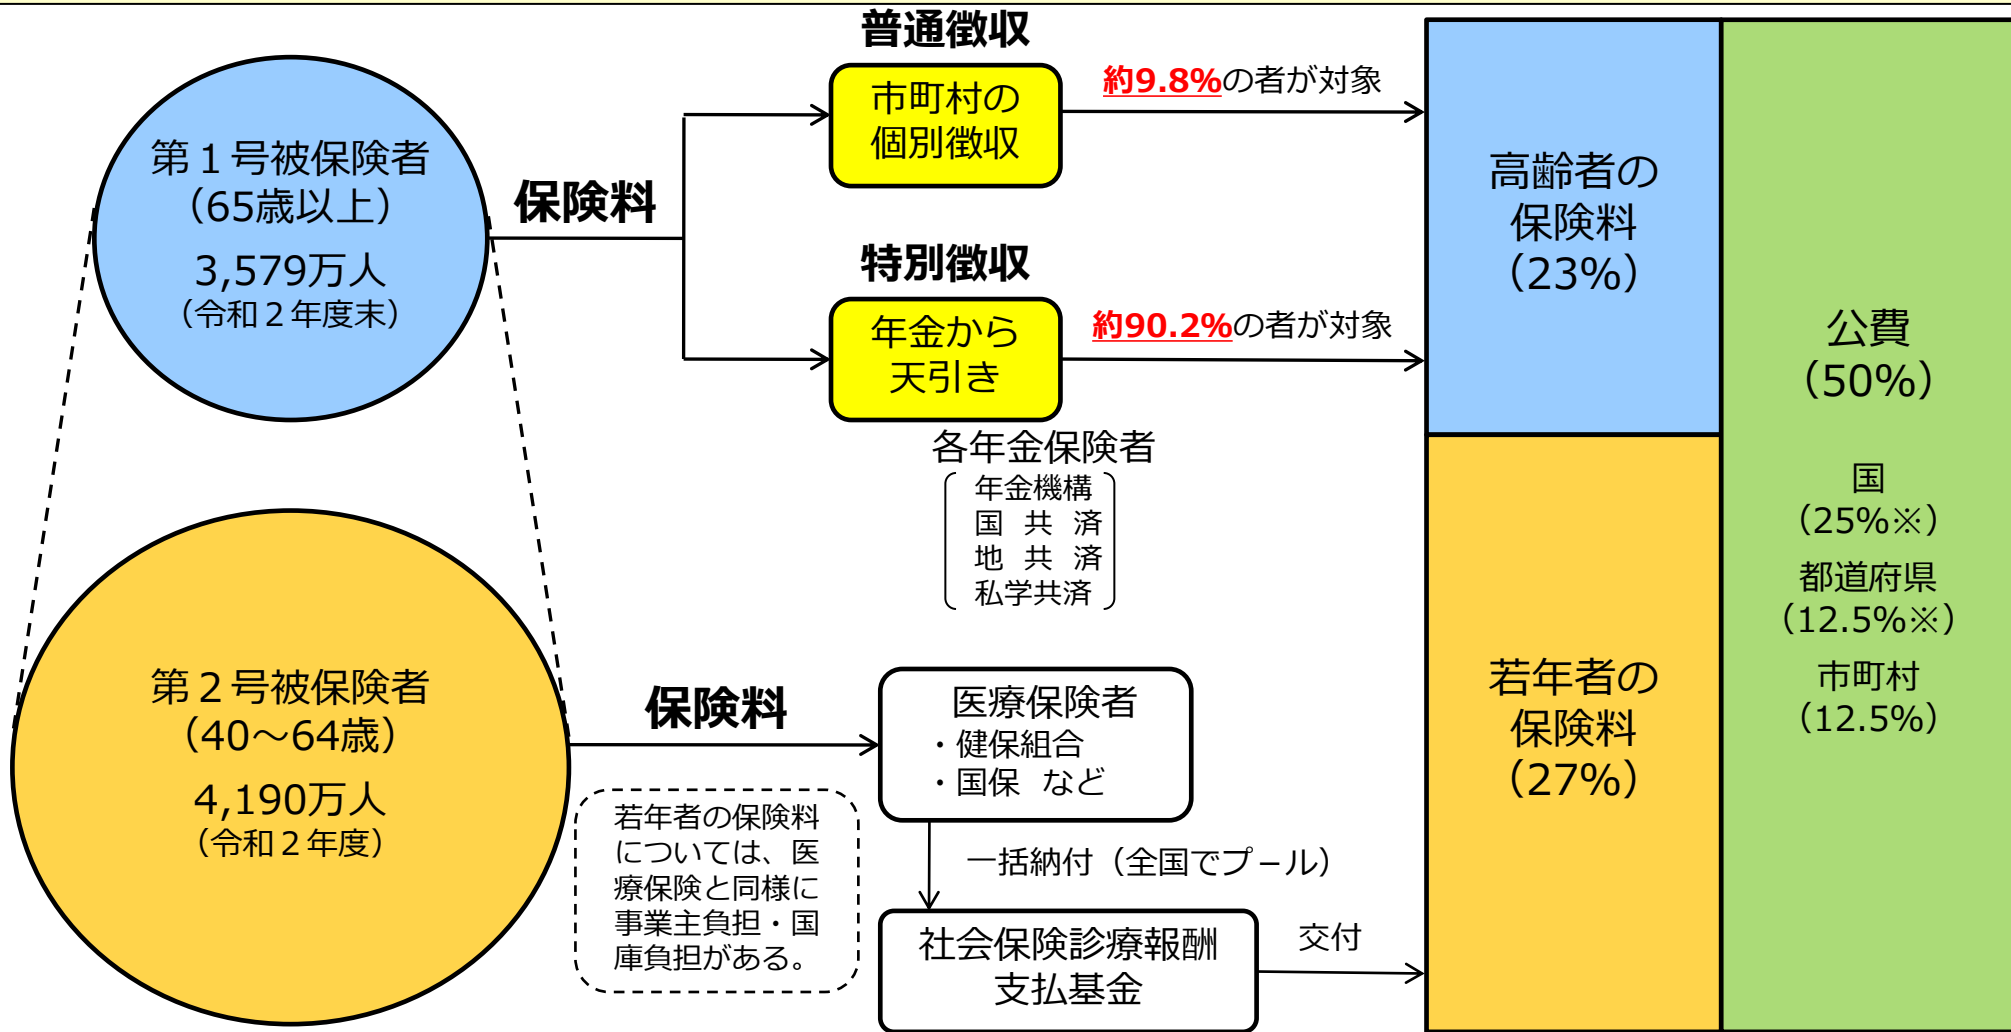 普通徴収
市町村の
個別徴収
約9.8%の者が対象
第１号被保険者
（65歳以上）
3,579万人
（令和２年度末）
保険料
特別徴収
年金から
天引き
約90.2%の者が対象
各年金保険者
年金機構
国 共 済
地 共 済
私学共済
第２号被保険者
（40～64歳）
4,190万人
（令和２年度）
保険料
医療保険者
・健保組合
・国保 など
若年者の保険料
については、医
療保険と同様に
事業主負担・国
庫負担がある。
一括納付（全国でプール）
社会保険診療報酬
支払基金
交付
高齢者の
保険料
（23%）
若年者の
保険料
（27%）
公費
（50%）
国
（25%※）
都道府県
（12.5%※）
市町村
（12.5%）